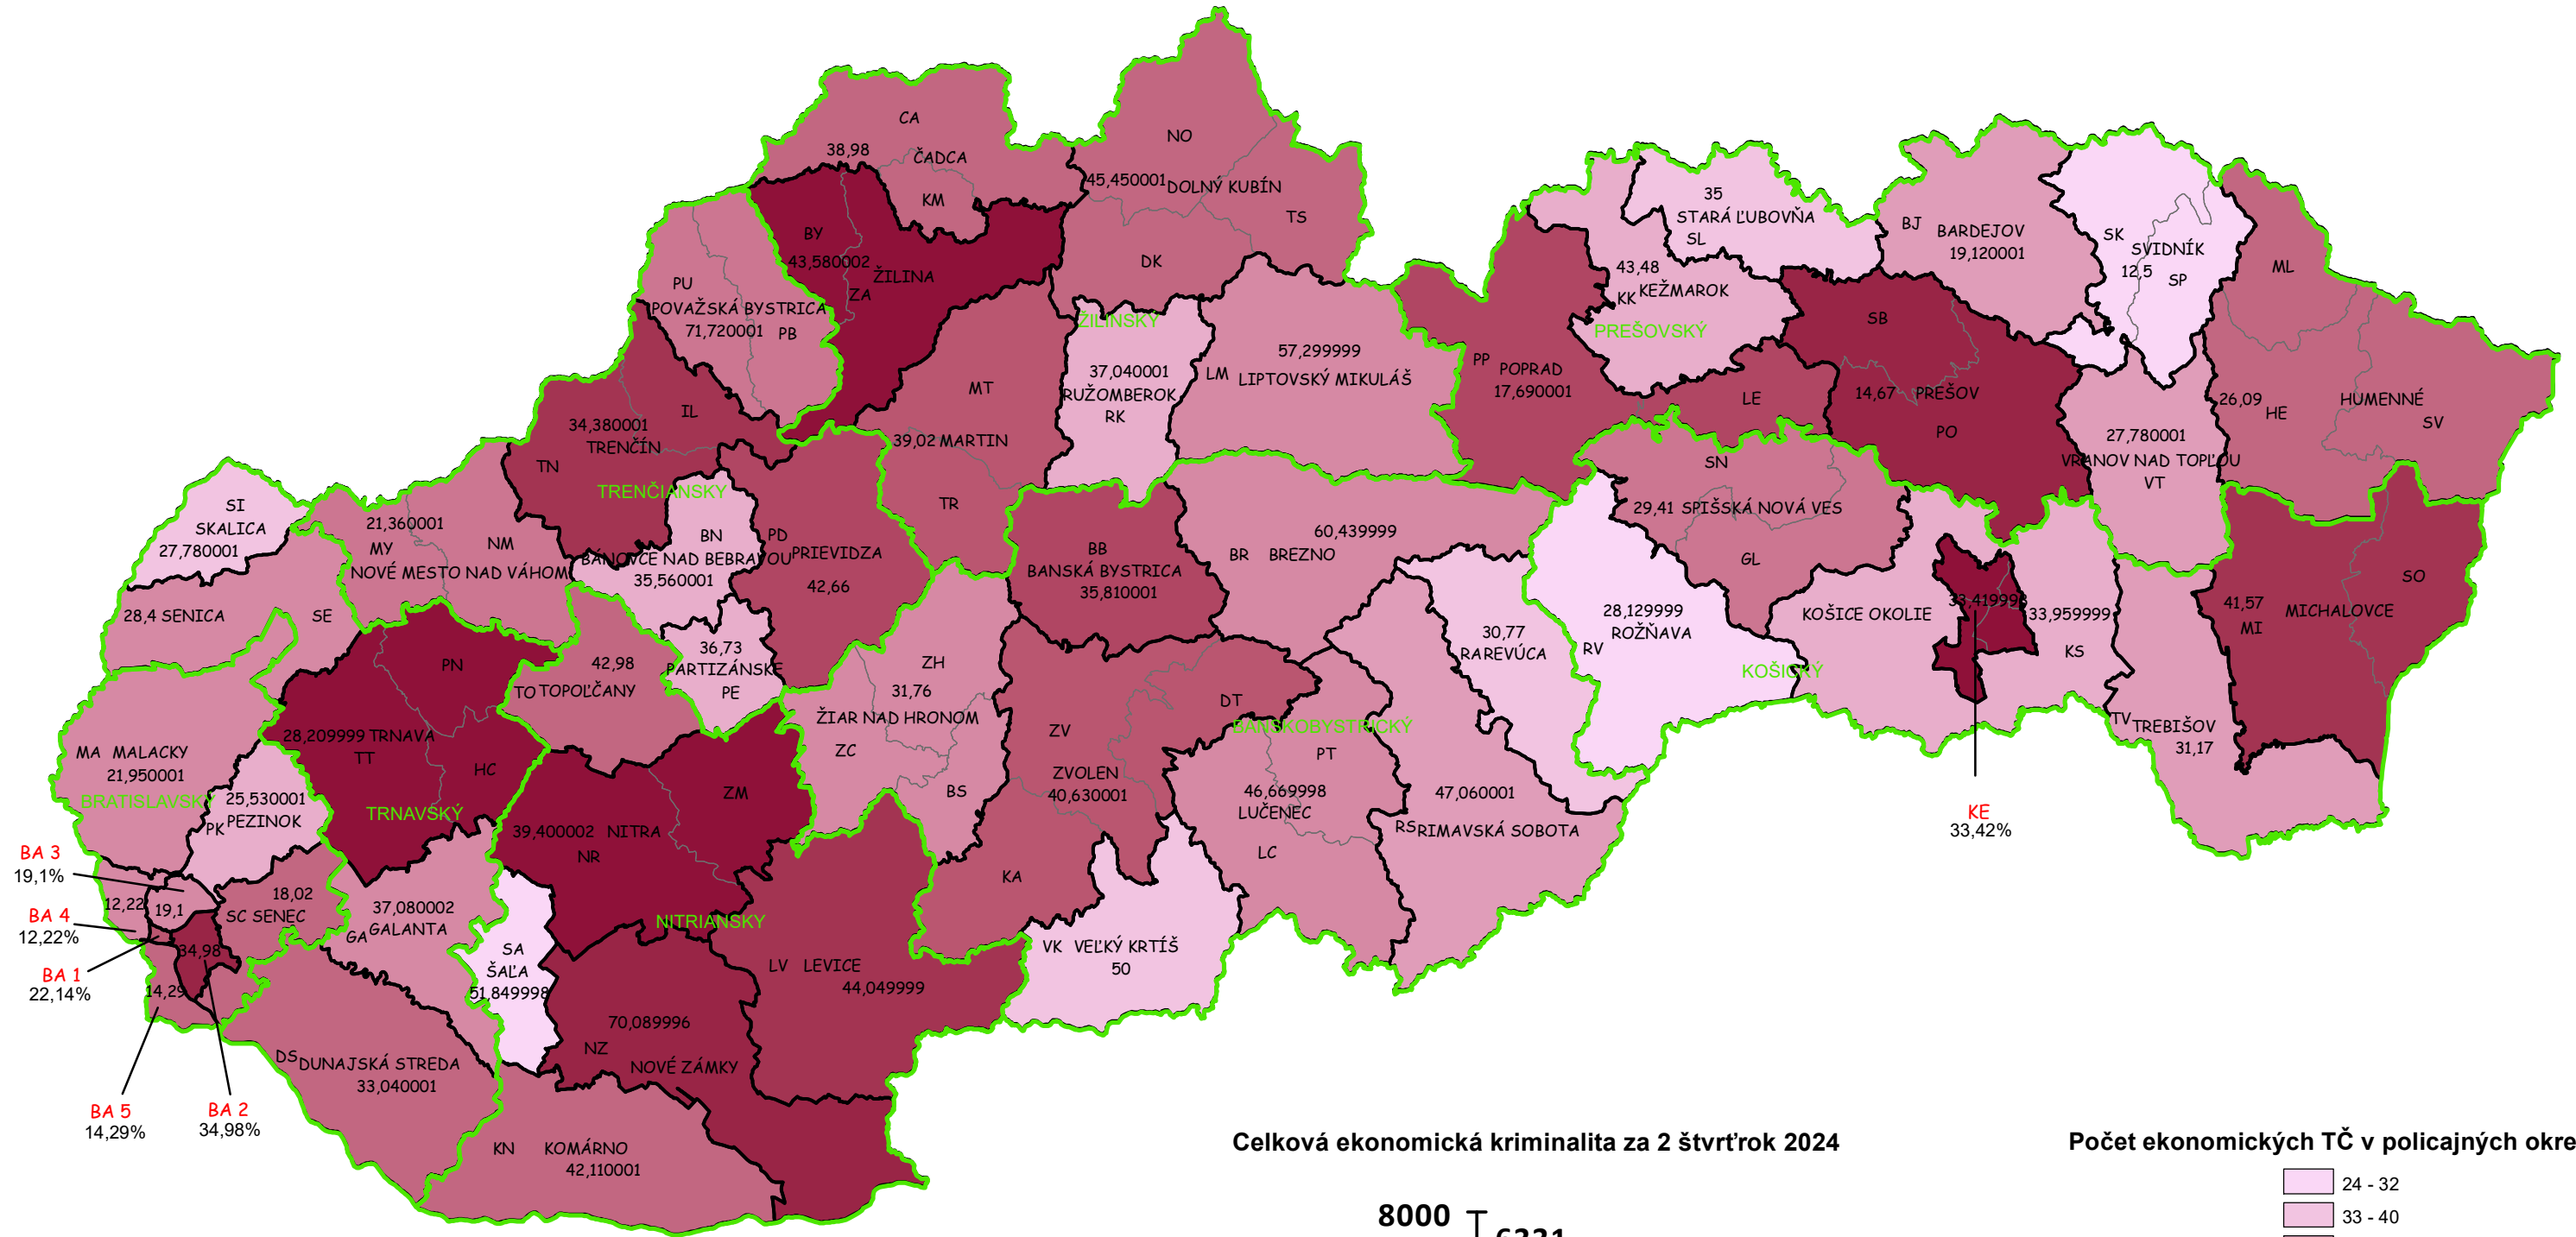 CA
38,98
ČADCA
KM
NO
45,450001
DOLNÝ KUBÍN
TS
DK
BY
43,580002
ŽILINA
ZA
PU
POVAŽSKÁ BYSTRICA
71,720001
PB
ŽILINSKÝ
37,040001
RUŽOMBEROK
RK
57,299999
LM LIPTOVSKÝ MIKULÁŠ
MT
39,02 MARTIN
TR
35
STARÁ ĽUBOVŇA
SL
43,48
KEŽMAROK
KK
PREŠOVSKÝ
BJ
BARDEJOV
19,120001
SK
SVIDNÍK
12,5
SP
ML
26,09
HE
HUMENNÉ
SV
PP
POPRAD
17,690001
LE
SB
14,67
PREŠOV
PO
27,780001
VRANOV NAD TOPĽOU
VT
IL
34,380001
TRENČÍN
TN
TRENČIANSKY
SI
SKALICA
27,780001
28,4 SENICA
SE
21,360001
MY
NM
NOVÉ MESTO NAD VÁHOM
BN
BÁNOVCE NAD BEBRAVOU
35,560001
PD
PRIEVIDZA
42,66
36,73
PARTIZÁNSKE
PE
BB
BANSKÁ BYSTRICA
35,810001
60,439999
BR BREZNO
SN
29,41 SPIŠSKÁ NOVÁ VES
GL
28,129999
ROŽŇAVA
RV
30,77
RA REVÚCA
KOŠICKÝ
KOŠICE OKOLIE
33,419998
33,959999
KS
KE
33,42%
41,57
MI
MICHALOVCE
SO
TV
TREBIŠOV
31,17
PN
28,209999 TRNAVA
TT
HC
TRNAVSKÝ
42,98
TO TOPOĽČANY
ZH
31,76
ŽIAR NAD HRONOM
ZC
BS
DT
ZV
ZVOLEN
40,630001
KA
BANSKOBYSTRICKÝ
PT
46,669998
LUČENEC
LC
47,060001
RS RIMAVSKÁ SOBOTA
MA MALACKY
21,950001
BRATISLAVSKÝ
25,530001
PK PEZINOK
BA 3
19,1%
BA 4
12,22%
BA 1
22,14%
BA 5
14,29%
BA 2
34,98%
12,22
19,1
34,98
14,29
18,02
SC SENEC
37,080002
GA GALANTA
SA
ŠAĽA
51,849998
DS DUNAJSKÁ STREDA
33,040001
39,400002 NITRA
NR
ZM
NITRIANSKY
LV LEVICE
44,049999
VK VEĽKÝ KRTÍŠ
50
70,089996
NZ
NOVÉ ZÁMKY
KN KOMÁRNO
42,110001
Celková ekonomická kriminalita za 2 štvrťrok 2024
8000
Počet ekonomických TČ v policajných okre
24 - 32
33 - 40